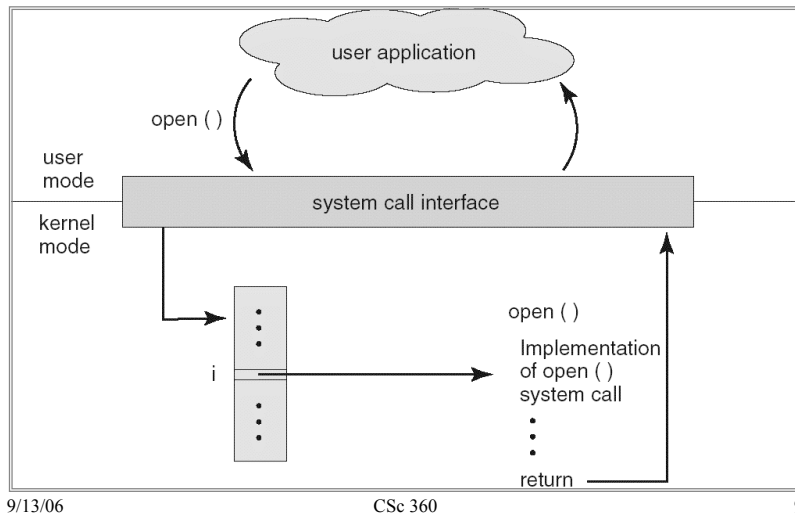 user application
open ( )
user
mode
system call interface
kernel
mode
open ( )
i
Implementation
of open ( )
system call
return
9/13/06
CSc 360